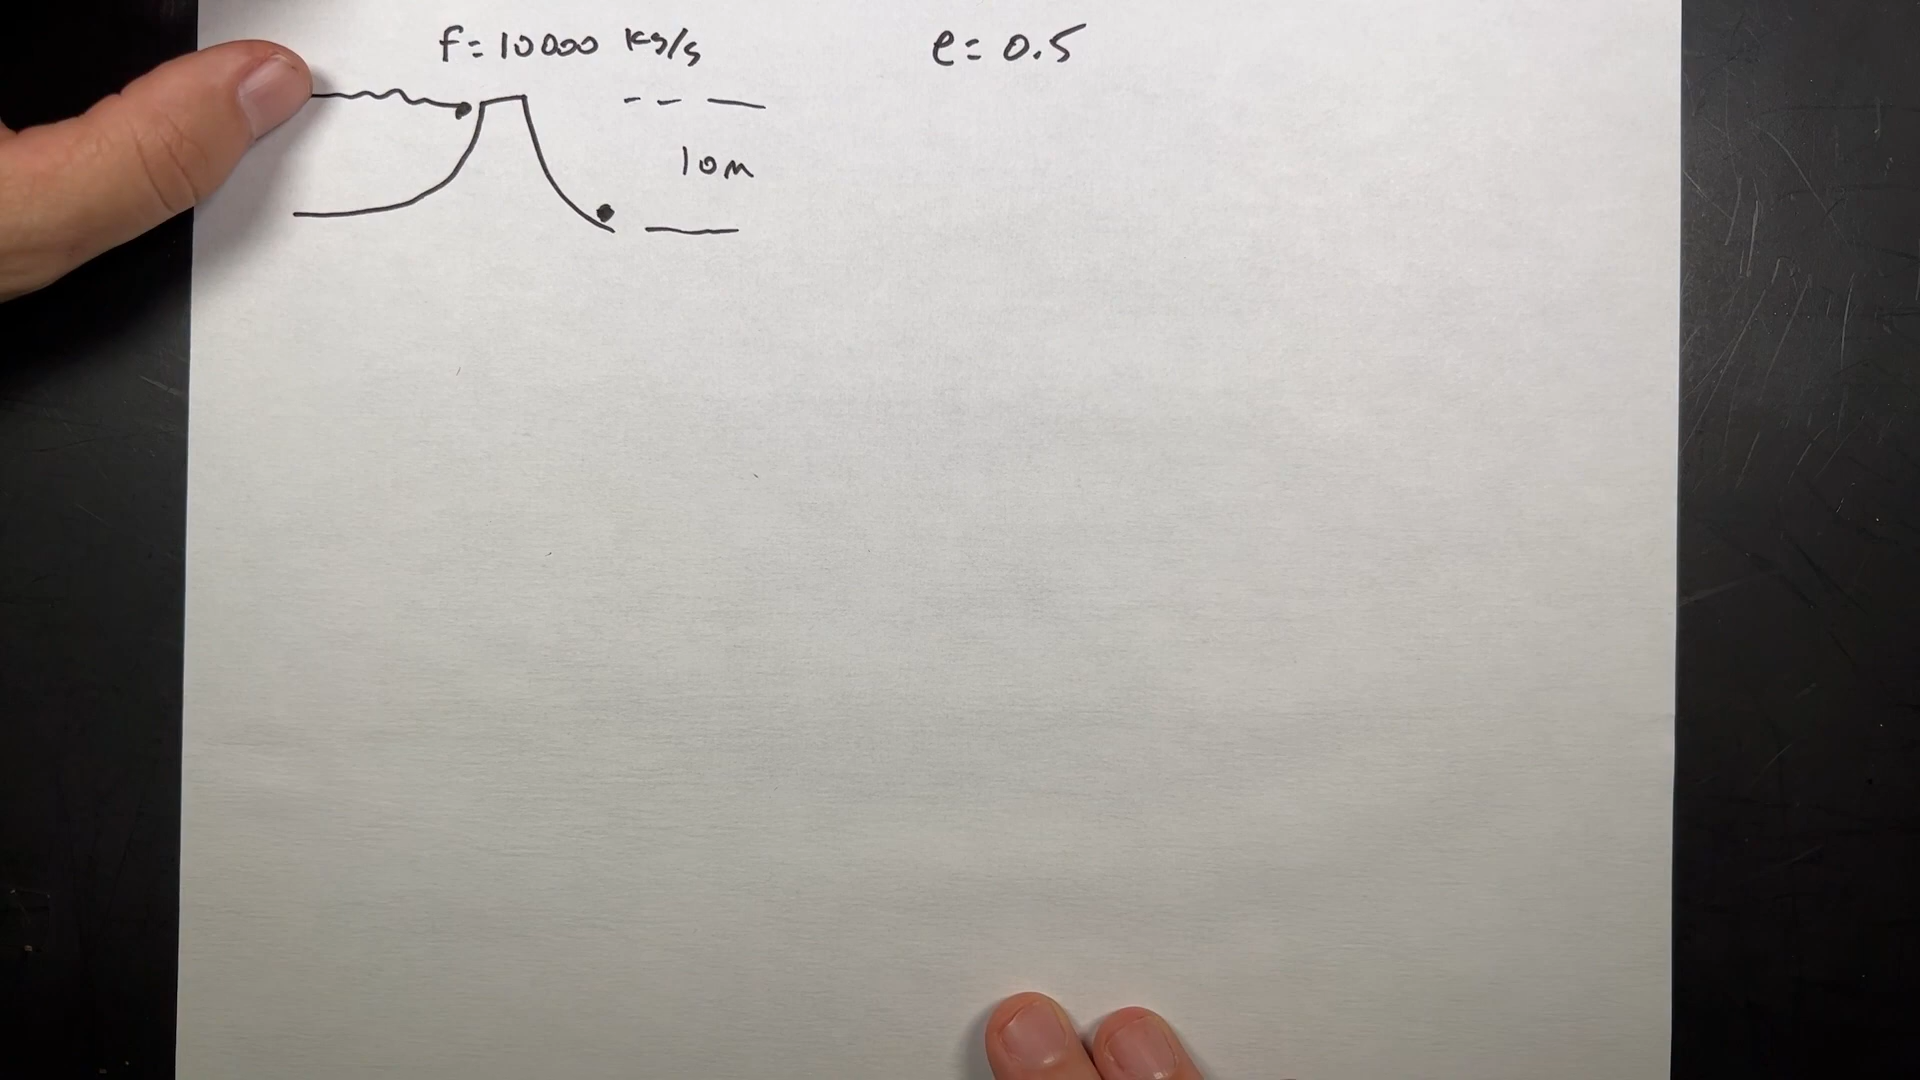 f = 10000 kg/s
e = 0.5
10m